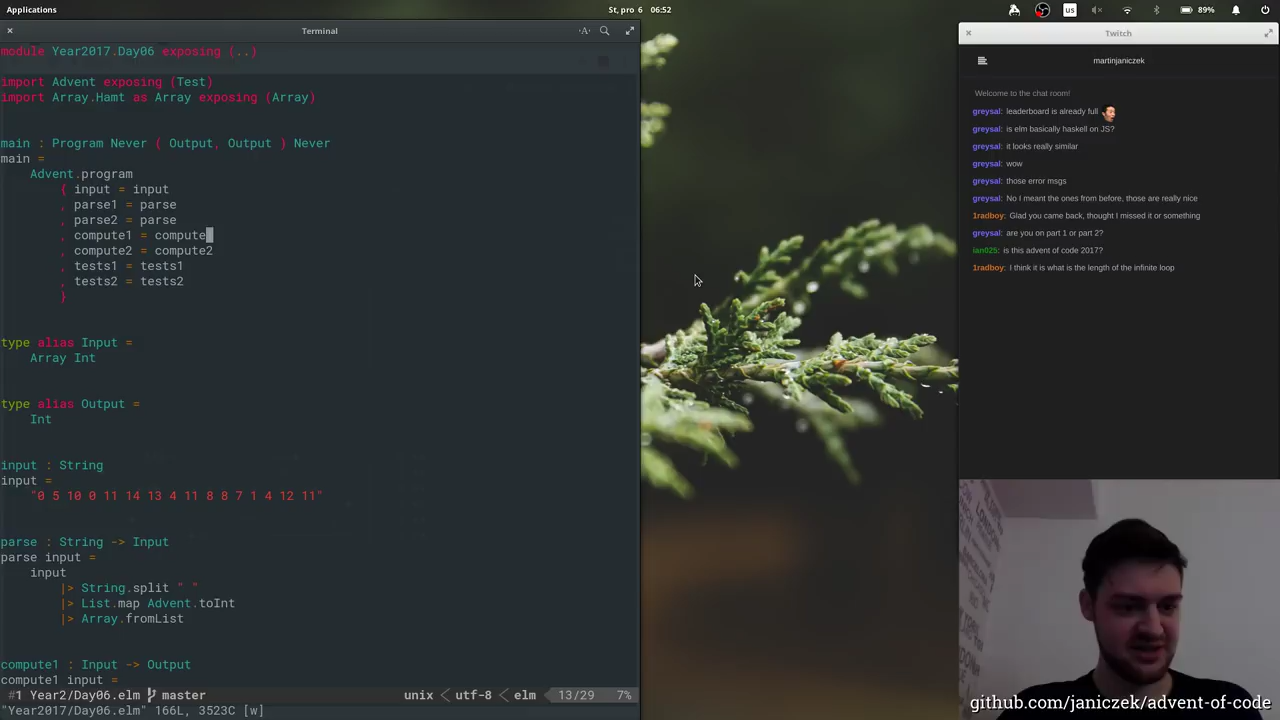 Applications
St, pro 6 06:52
us
89%
Terminal
-A-
module Year2017.Day06 exposing (..)
import Advent exposing (Test)
import Array.Hamt as Array exposing (Array)
main : Program Never ( Output, Output ) Never
main =
Advent.program
{ input = input
, parse1 = parse
, parse2 = parse
, compute1 = compute
, compute2 = compute2
, tests1 = tests1
, tests2 = tests2
}
type alias Input =
Array Int
type alias Output =
Int
input : String
input =
"0 5 10 0 11 14 13 4 11 8 8 7 1 4 12 11"
parse : String -> Input
parse input =
input
|> String.split " "
|> List.map Advent.toInt
|> Array.fromList
compute1 : Input -> Output
compute1 input =
#1 Year2/Day06.elm master unix < utf-8 < elm 13/29 7%
"Year2017/Day06.elm" 166L, 3523C [w]
Twitch
martinjaniczek
Welcome to the chat room!
greysal: leaderboard is already full
greysal: is elm basically haskell on JS?
greysal: it looks really similar
greysal: wow
greysal: those error msgs
greysal: No I meant the ones from before, those are really nice
1radboy: Glad you came back, thought I missed it or something
greysal: are you on part 1 or part 2?
ian025: is this advent of code 2017?
1radboy: I think it is what is the length of the infinite loop
github.com/janiczek/advent-of-code